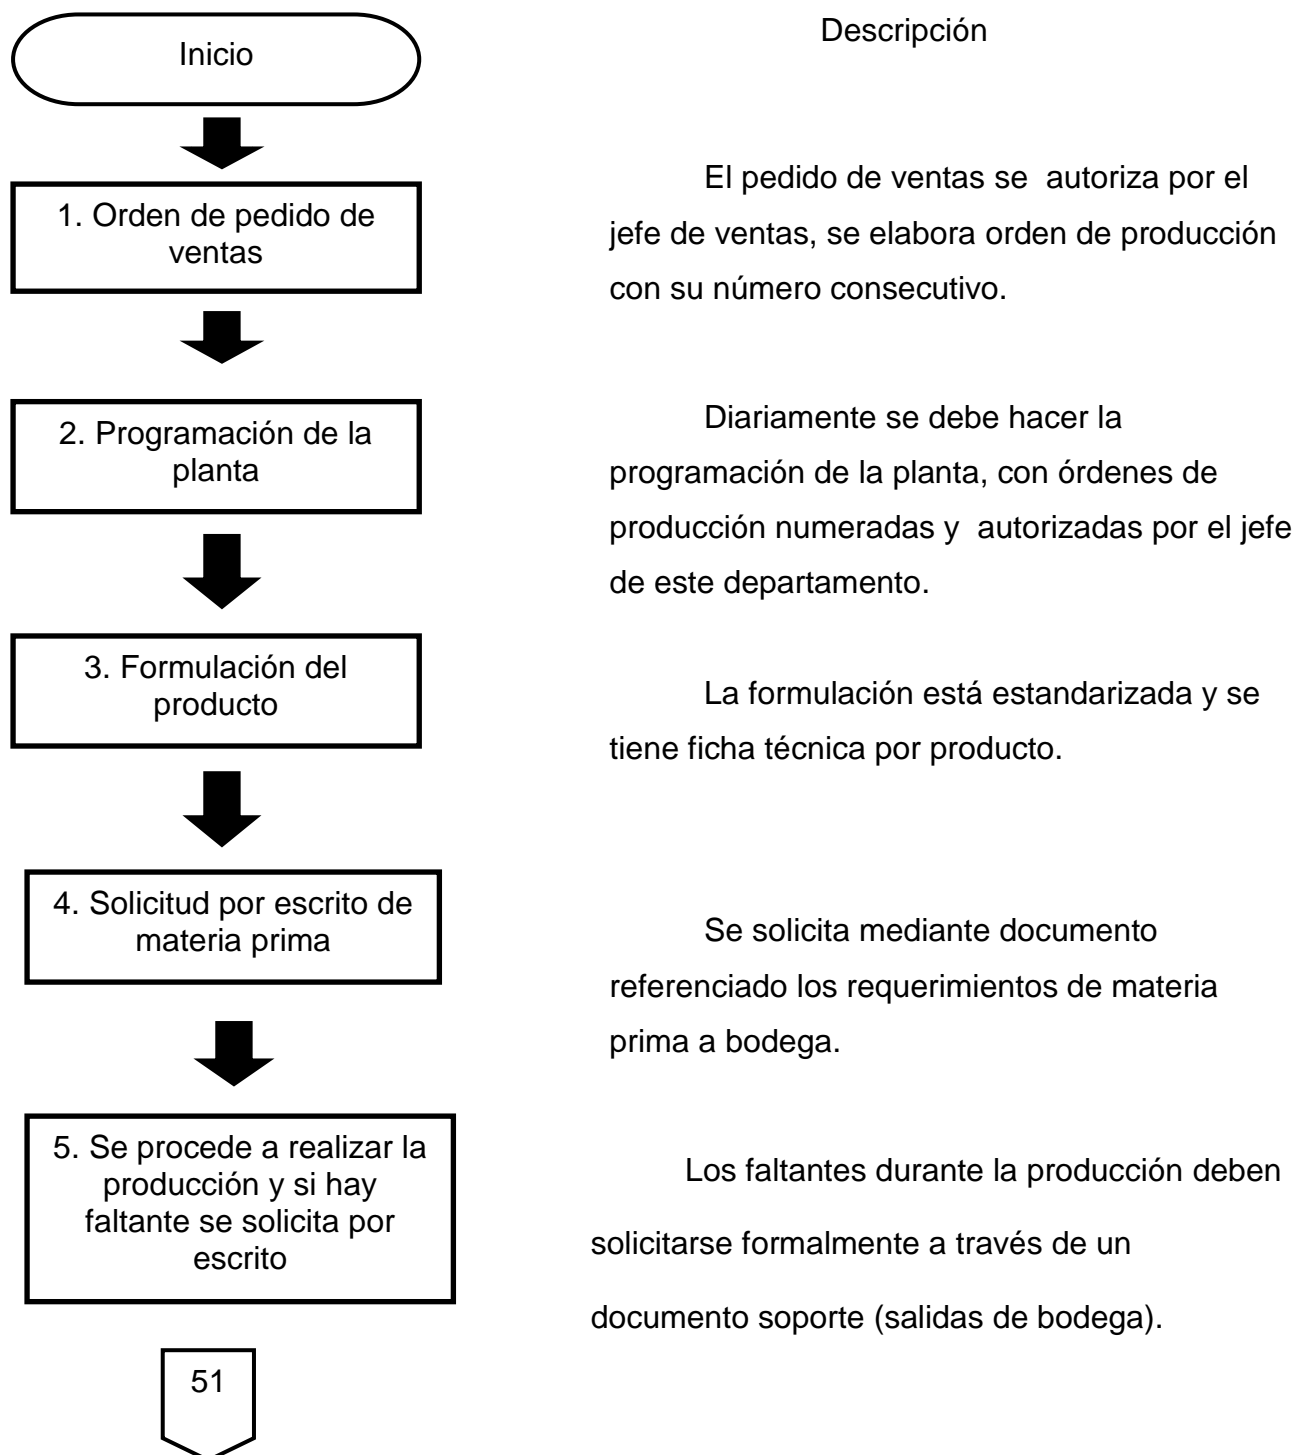 Inicio
Descripción
1. Orden de pedido de
ventas
El pedido de ventas se autoriza por el
jefe de ventas, se elabora orden de producción
con su número consecutivo.
2. Programación de la
planta
Diariamente se debe hacer la
programación de la planta, con órdenes de
producción numeradas y autorizadas por el jefe
de este departamento.
3. Formulación del
producto
La formulación está estandarizada y se
tiene ficha técnica por producto.
4. Solicitud por escrito de
materia prima
Se solicita mediante documento
referenciado los requerimientos de materia
prima a bodega.
5. Se procede a realizar la
producción y si hay
faltante se solicita por
escrito
Los faltantes durante la producción deben
solicitarse formalmente a través de un
documento soporte (salidas de bodega).
51